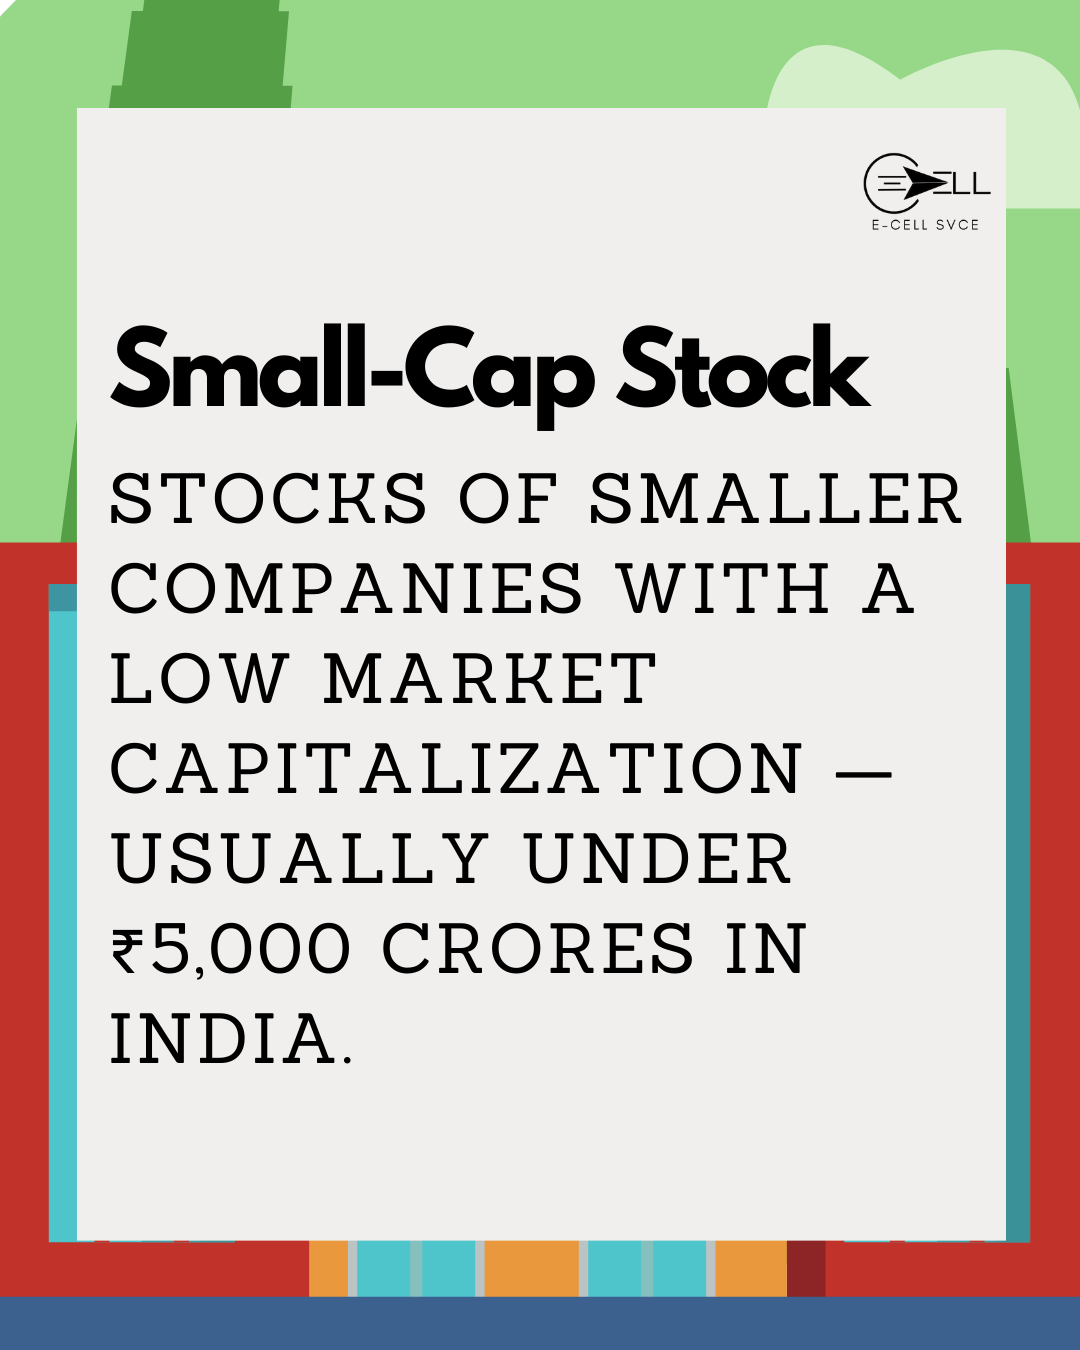 ELL
E-CELL SVCE
Small-Cap Stock
STOCKS OF SMALLER
COMPANIES WITH A
LOW MARKET
CAPITALIZATION —
USUALLY UNDER
₹5,000 CRORES IN
INDIA.